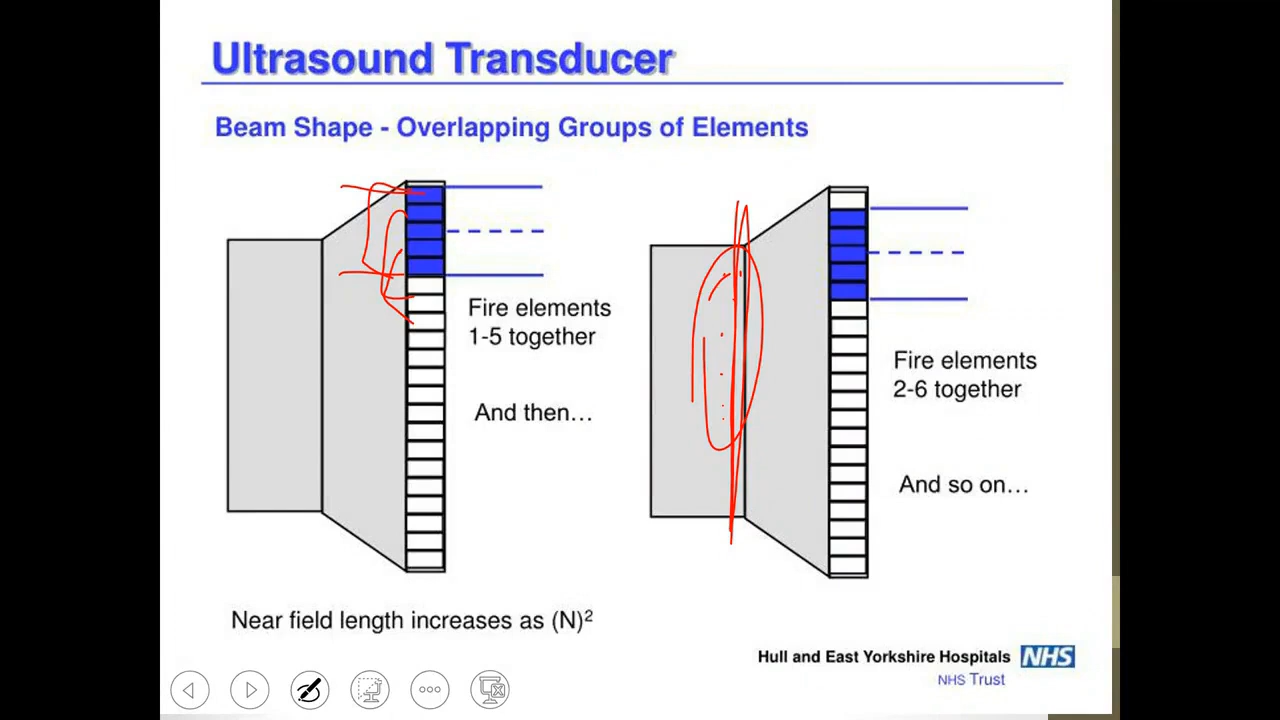 Ultrasound Transducer
Beam Shape - Overlapping Groups of Elements
Fire elements
1-5 together
And then…
Fire elements
2-6 together
And so on…
Near field length increases as (N)²
Hull and East Yorkshire Hospitals NHS
NHS Trust